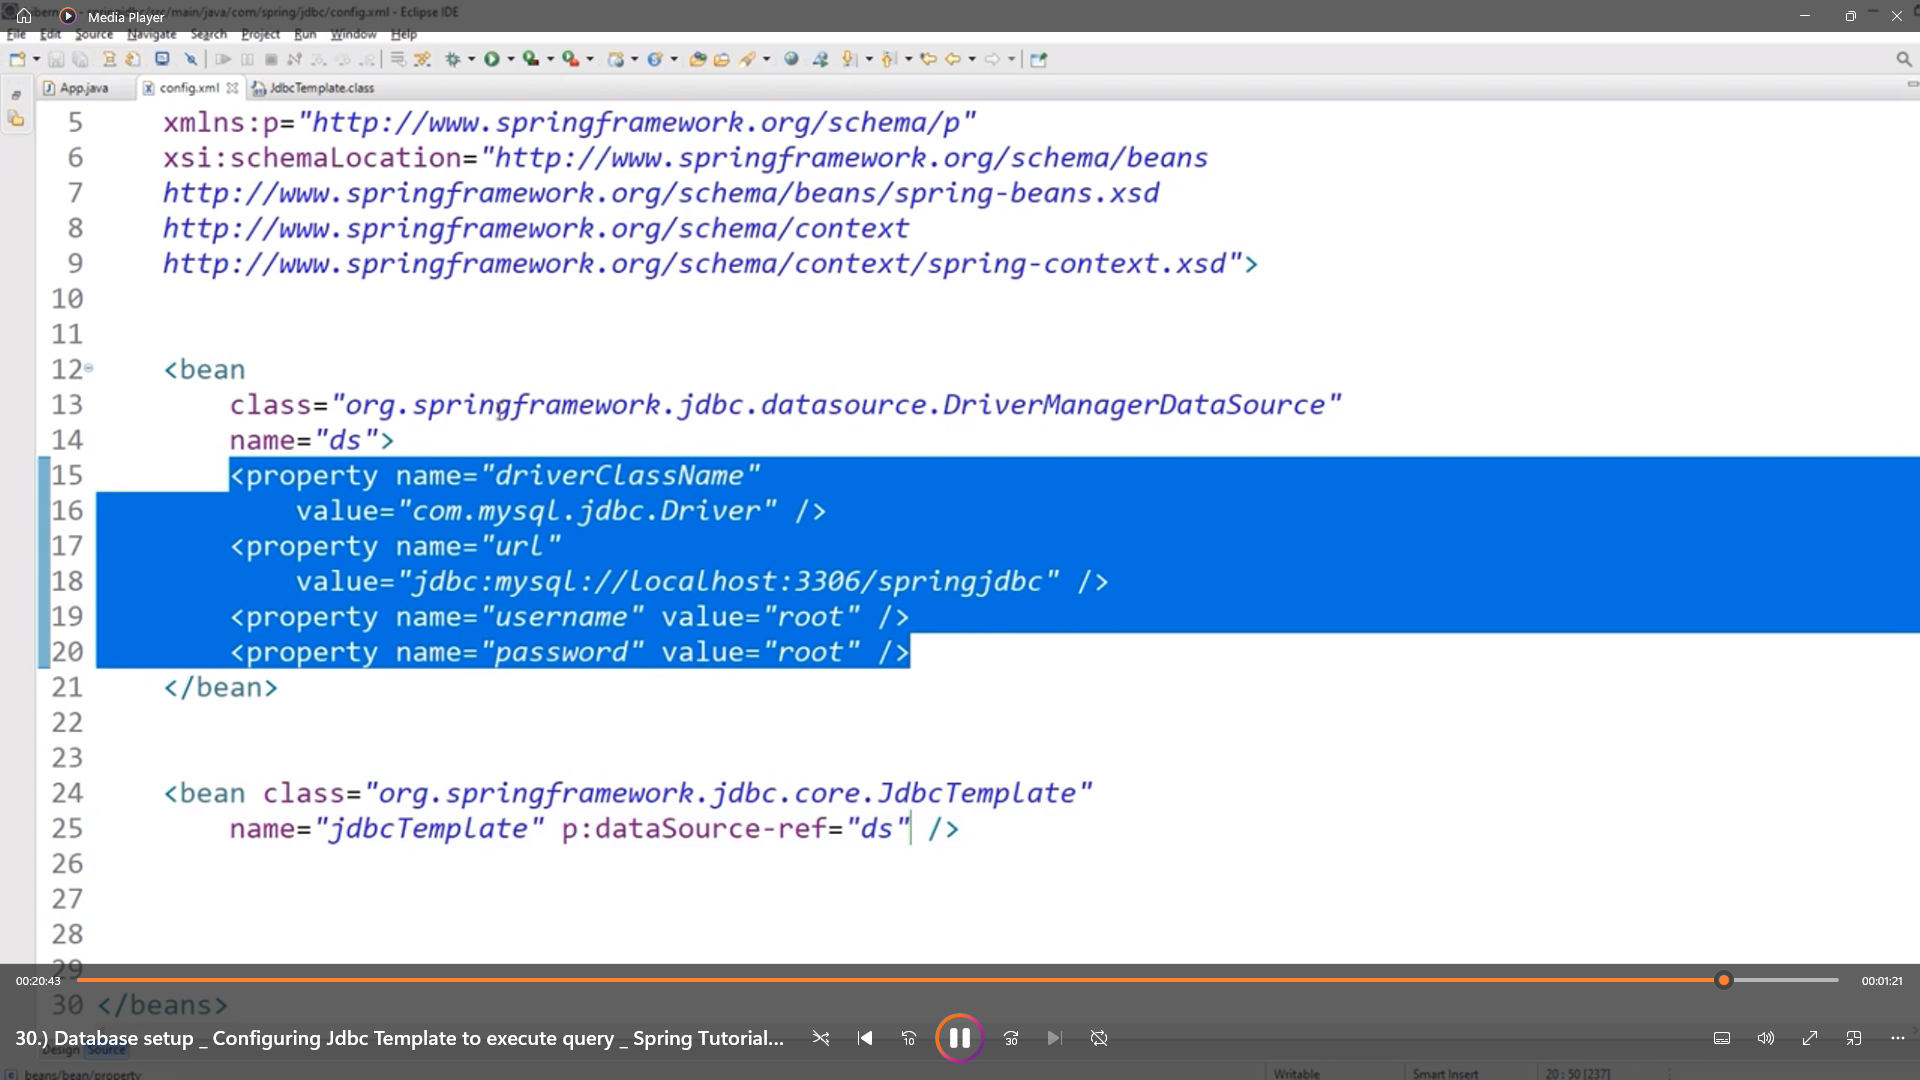 Media Player
springjdbc/src/main/java/com/spring/jdbc/config.xml - Eclipse IDE
File Edit Source Navigate Search Project Run Window Help
App.java config.xml JdbcTemplate.class
5 xmlns:p="http://www.springframework.org/schema/p"
6 xsi:schemaLocation="http://www.springframework.org/schema/beans
7 http://www.springframework.org/schema/beans/spring-beans.xsd
8 http://www.springframework.org/schema/context
9 http://www.springframework.org/schema/context/spring-context.xsd">
10
11
12 <bean
13 class="org.springframework.jdbc.datasource.DriverManagerDataSource"
14 name="ds">
15 <property name="driverClassName"
16 value="com.mysql.jdbc.Driver" />
17 <property name="url"
18 value="jdbc:mysql://localhost:3306/springjdbc" />
19 <property name="username" value="root" />
20 <property name="password" value="root" />
21 </bean>
22
23
24 <bean class="org.springframework.jdbc.core.JdbcTemplate"
25 name="jdbcTemplate" p:dataSource-ref="ds" />
26
27
28
29
00:20:43 00:01:21
30 </beans>
30.) Database setup _ Configuring Jdbc Template to execute query _ Spring Tutorial...
10 30
Design Source
beans/bean/property Writable Smart Insert 20 : 50 [237]